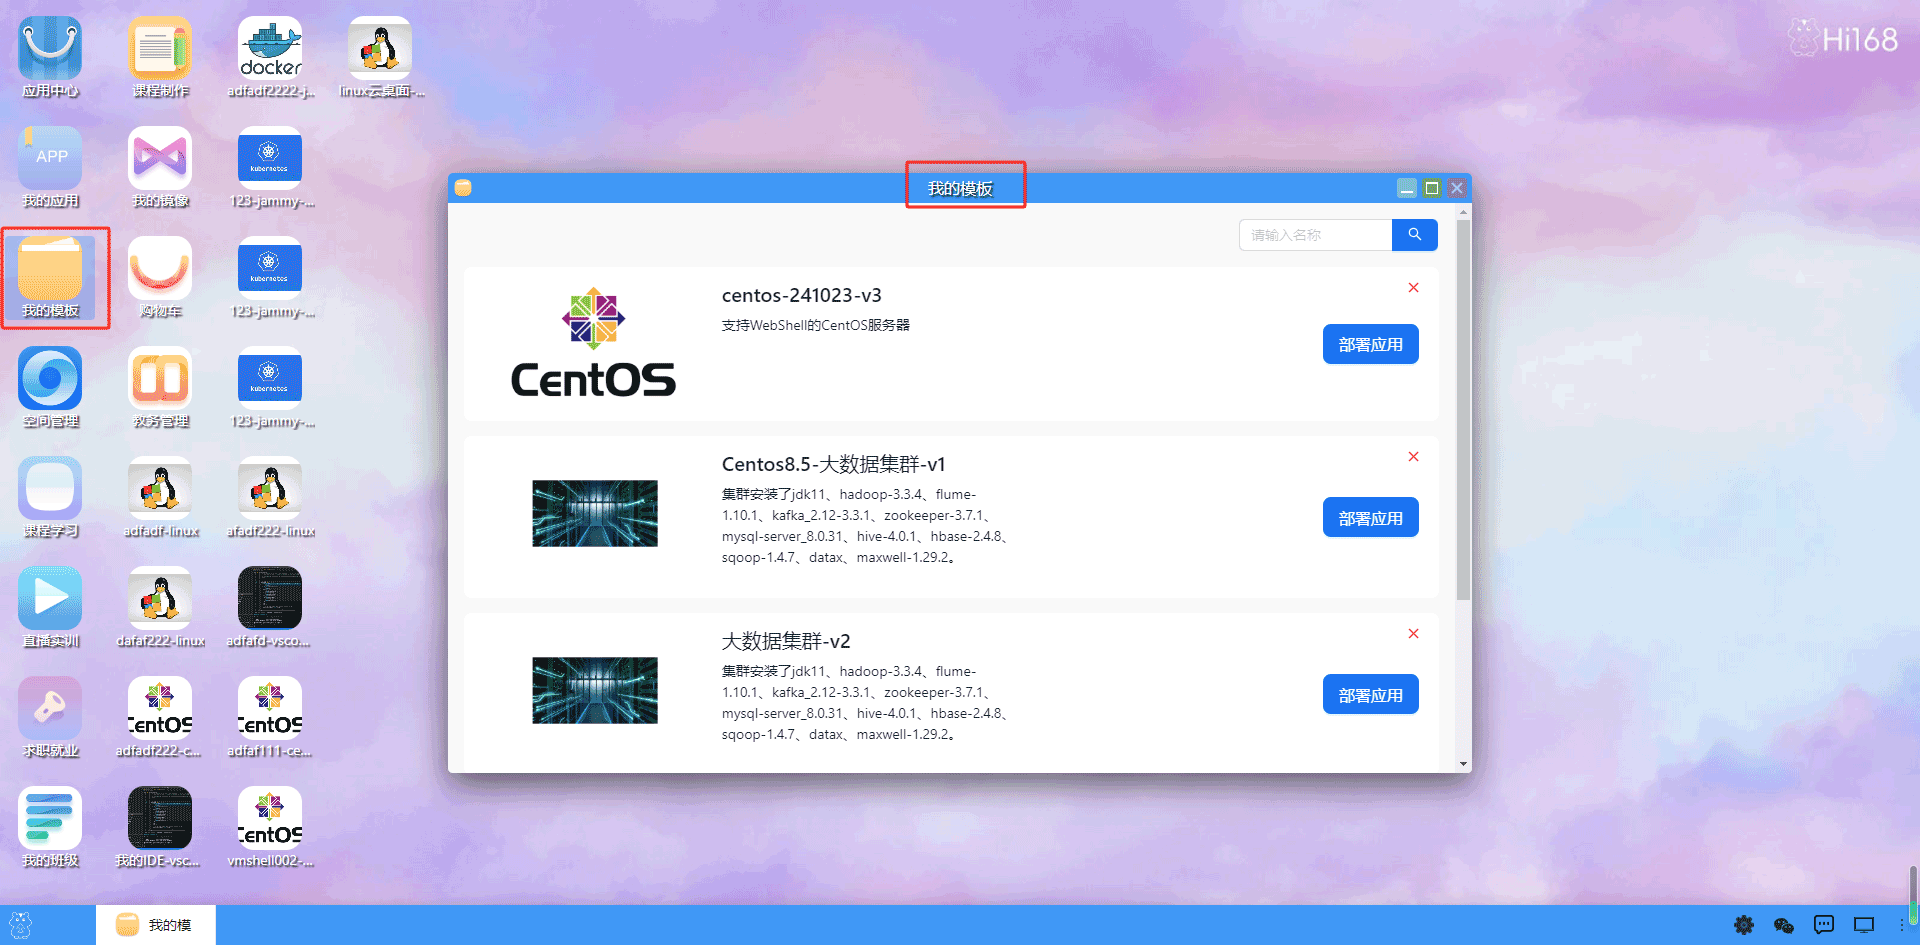 应用中心
课程制作
docker
adfadf2222-j...
linux云桌面-...
Hi168
APP
我的应用
我的镜像
kubernetes
123-jammy-...
我的模板
购物车
kubernetes
123-jammy-...
空间管理
教务管理
kubernetes
123-jammy-...
课程学习
adfadf-linux
afadf222-linux
直播实训
dafaf222-linux
adfafd-vsco...
求职就业
CentOS
adfadf222-c...
CentOS
adfaf111-ce...
我的班级
我的IDE-vsc...
CentOS
vmshell002-...
我的模板
请输入名称
CentOS
centos-241023-v3
支持WebShell的CentOS服务器
部署应用
Centos8.5-大数据集群-v1
集群安装了jdk11、hadoop-3.3.4、flume-
1.10.1、kafka_2.12-3.3.1、zookeeper-3.7.1、
mysql-server_8.0.31、hive-4.0.1、hbase-2.4.8、
sqoop-1.4.7、datax、maxwell-1.29.2。
部署应用
大数据集群-v2
集群安装了jdk11、hadoop-3.3.4、flume-
1.10.1、kafka_2.12-3.3.1、zookeeper-3.7.1、
mysql-server_8.0.31、hive-4.0.1、hbase-2.4.8、
sqoop-1.4.7、datax、maxwell-1.29.2。
部署应用
我的模